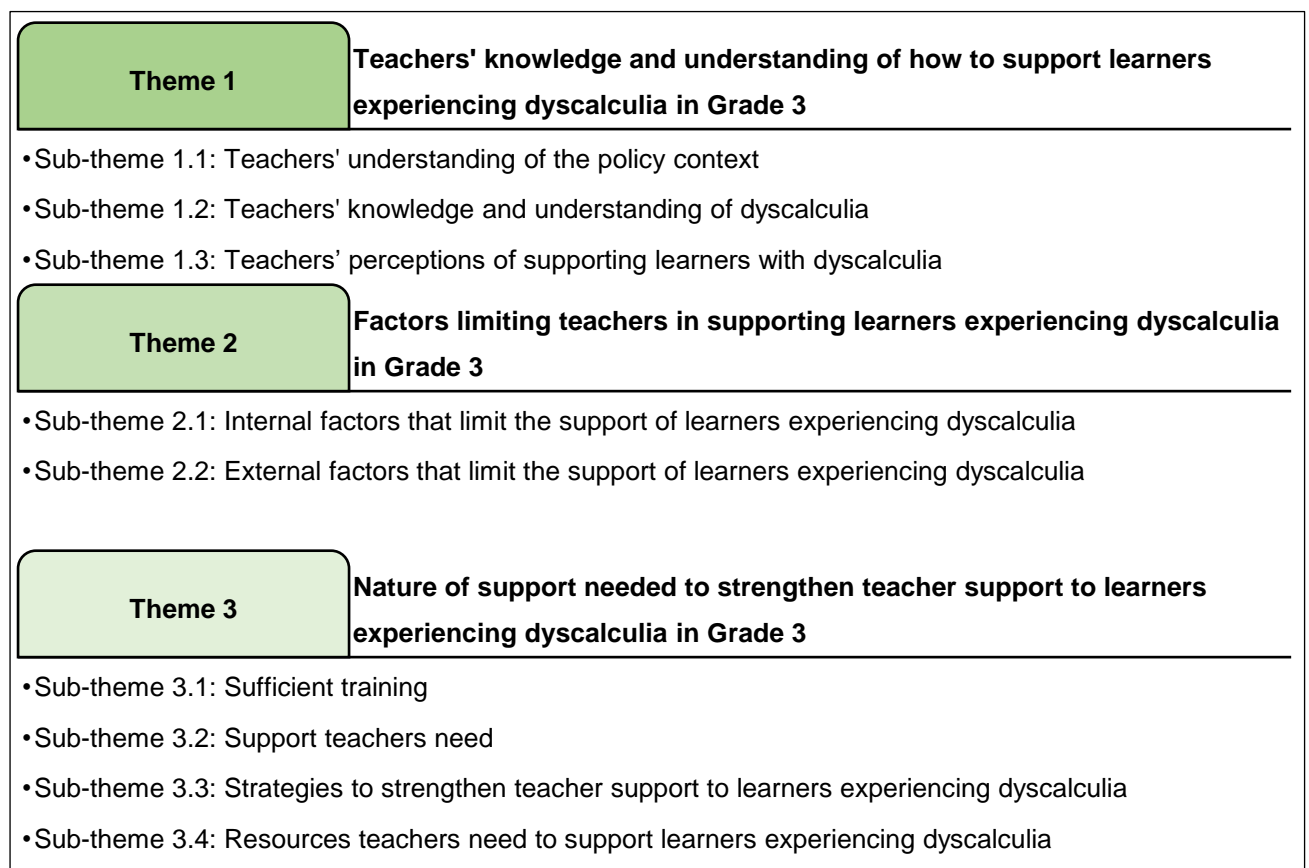 Theme 1
Teachers' knowledge and understanding of how to support learners
experiencing dyscalculia in Grade 3
•Sub-theme 1.1: Teachers' understanding of the policy context
•Sub-theme 1.2: Teachers' knowledge and understanding of dyscalculia
•Sub-theme 1.3: Teachers’ perceptions of supporting learners with dyscalculia
Theme 2
Factors limiting teachers in supporting learners experiencing dyscalculia
in Grade 3
•Sub-theme 2.1: Internal factors that limit the support of learners experiencing dyscalculia
•Sub-theme 2.2: External factors that limit the support of learners experiencing dyscalculia
Theme 3
Nature of support needed to strengthen teacher support to learners
experiencing dyscalculia in Grade 3
•Sub-theme 3.1: Sufficient training
•Sub-theme 3.2: Support teachers need
•Sub-theme 3.3: Strategies to strengthen teacher support to learners experiencing dyscalculia
•Sub-theme 3.4: Resources teachers need to support learners experiencing dyscalculia